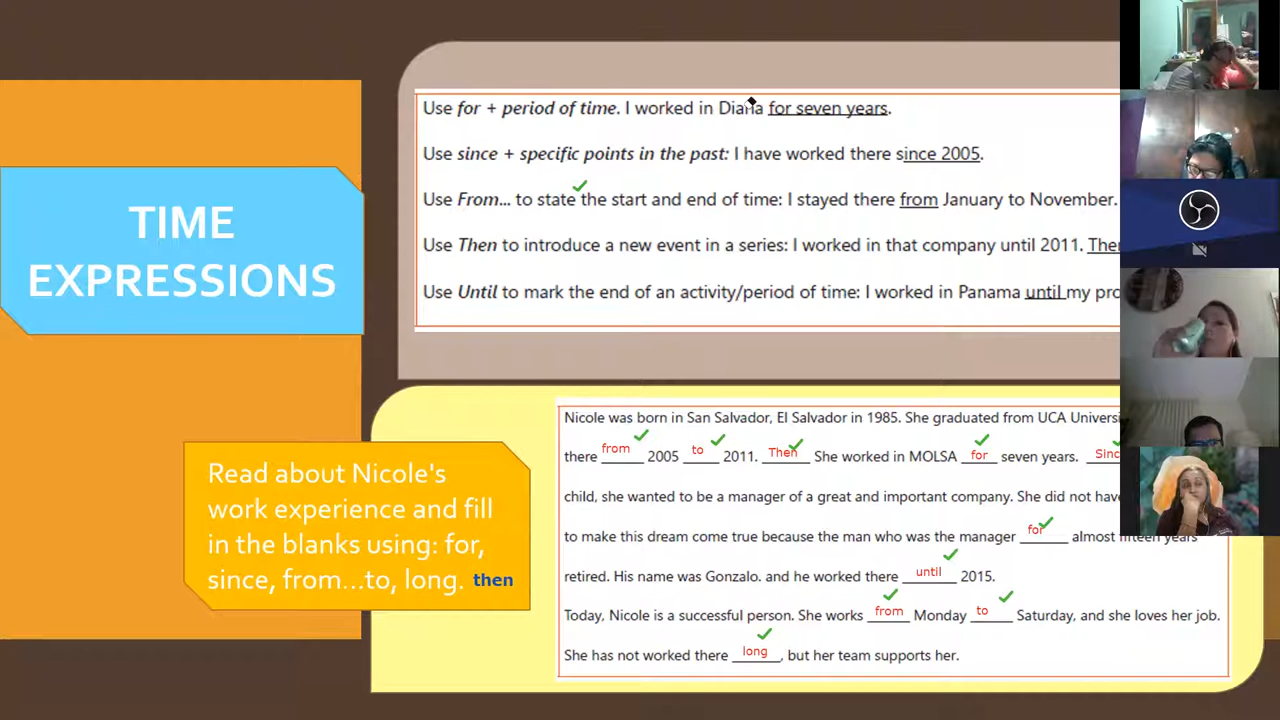 TIME
EXPRESSIONS
Use for + period of time. I worked in Diana for seven years.
Use since + specific points in the past: I have worked there since 2005.
Use From... to state the start and end of time: I stayed there from January to November.
Use Then to introduce a new event in a series: I worked in that company until 2011.
Use Until to mark the end of an activity/period of time: I worked in Panama until my
Read about Nicole's
work experience and fill
in the blanks using: for,
since, from...to, long. then
Nicole was born in San Salvador, El Salvador in 1985. She graduated from UCA
there from 2005 to 2011. Then She worked in MOLSA for seven years.
child, she wanted to be a manager of a great and important company. She did not have
to make this dream come true because the man who was the manager for almost fifteen years
retired. His name was Gonzalo. and he worked there until 2015.
Today, Nicole is a successful person. She works from Monday to Saturday, and she loves her job.
She has not worked there long, but her team supports her.